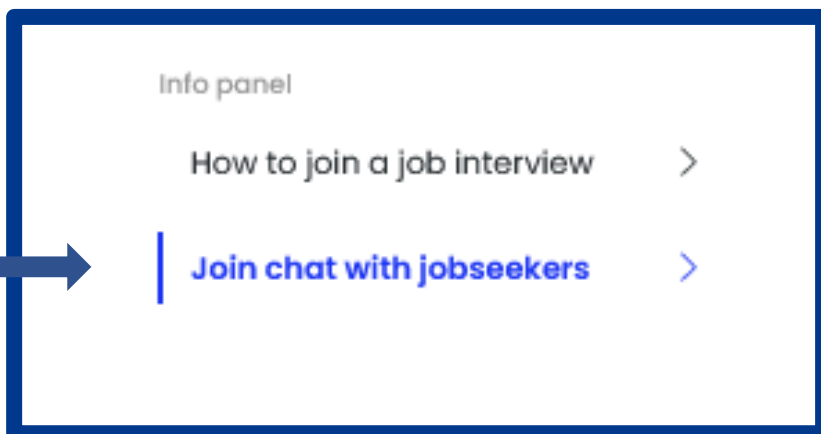 Info panel
How to join a job interview
Join chat with jobseekers